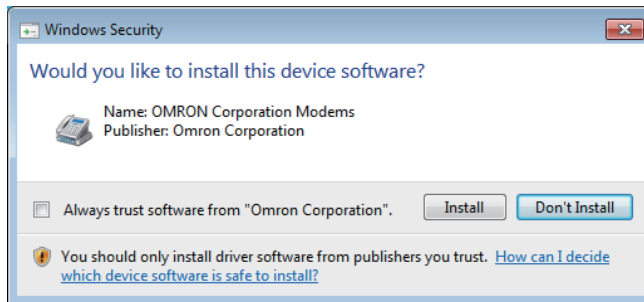 Windows Security
Would you like to install this device software?
Name: OMRON Corporation Modems
Publisher: Omron Corporation
Always trust software from "Omron Corporation".
Install
Don't Install
You should only install driver software from publishers you trust. How can I decide
which device software is safe to install?